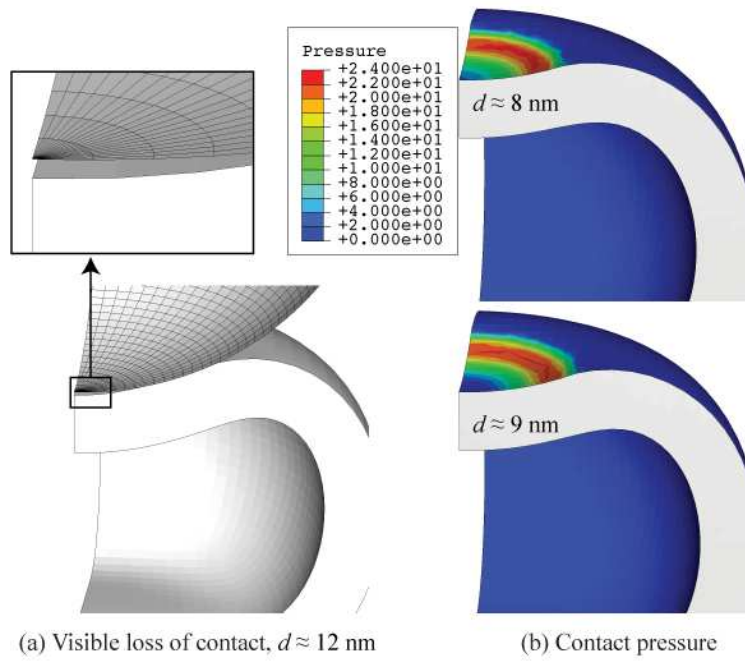 Pressure
+2.400e+01
+2.200e+01
+2.000e+01
+1.800e+01
+1.600e+01
+1.400e+01
+1.200e+01
+1.000e+01
+8.000e+00
+6.000e+00
+4.000e+00
+2.000e+00
+0.000e+00
d ≈ 8 nm
d ≈ 9 nm
(a) Visible loss of contact, d ≈ 12 nm
(b) Contact pressure